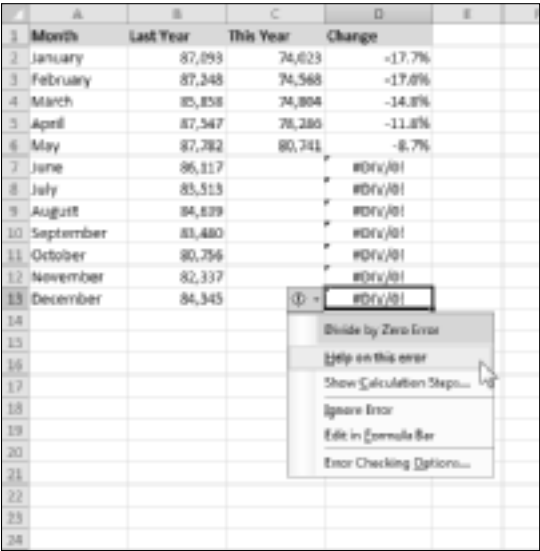 A B C D E F
1 Month Last Year This Year Change
2 January 87,093 74,023 -17.7%
3 February 87,248 74,568 -17.0%
4 March 85,858 74,804 -14.8%
5 April 87,547 78,286 -11.8%
6 May 87,782 80,741 -8.7%
7 June 86,117 #DIV/0!
8 July 83,513 #DIV/0!
9 August 84,639 #DIV/0!
10 September 83,480 #DIV/0!
11 October 80,756 #DIV/0!
12 November 82,337 #DIV/0!
13 December 84,345 #DIV/0!
14 Divide by Zero Error
15
16 Help on this error
17 Show Calculation Steps...
18 Ignore Error
19 Edit in Formula Bar
20
21 Error Checking Options...
22
23
24